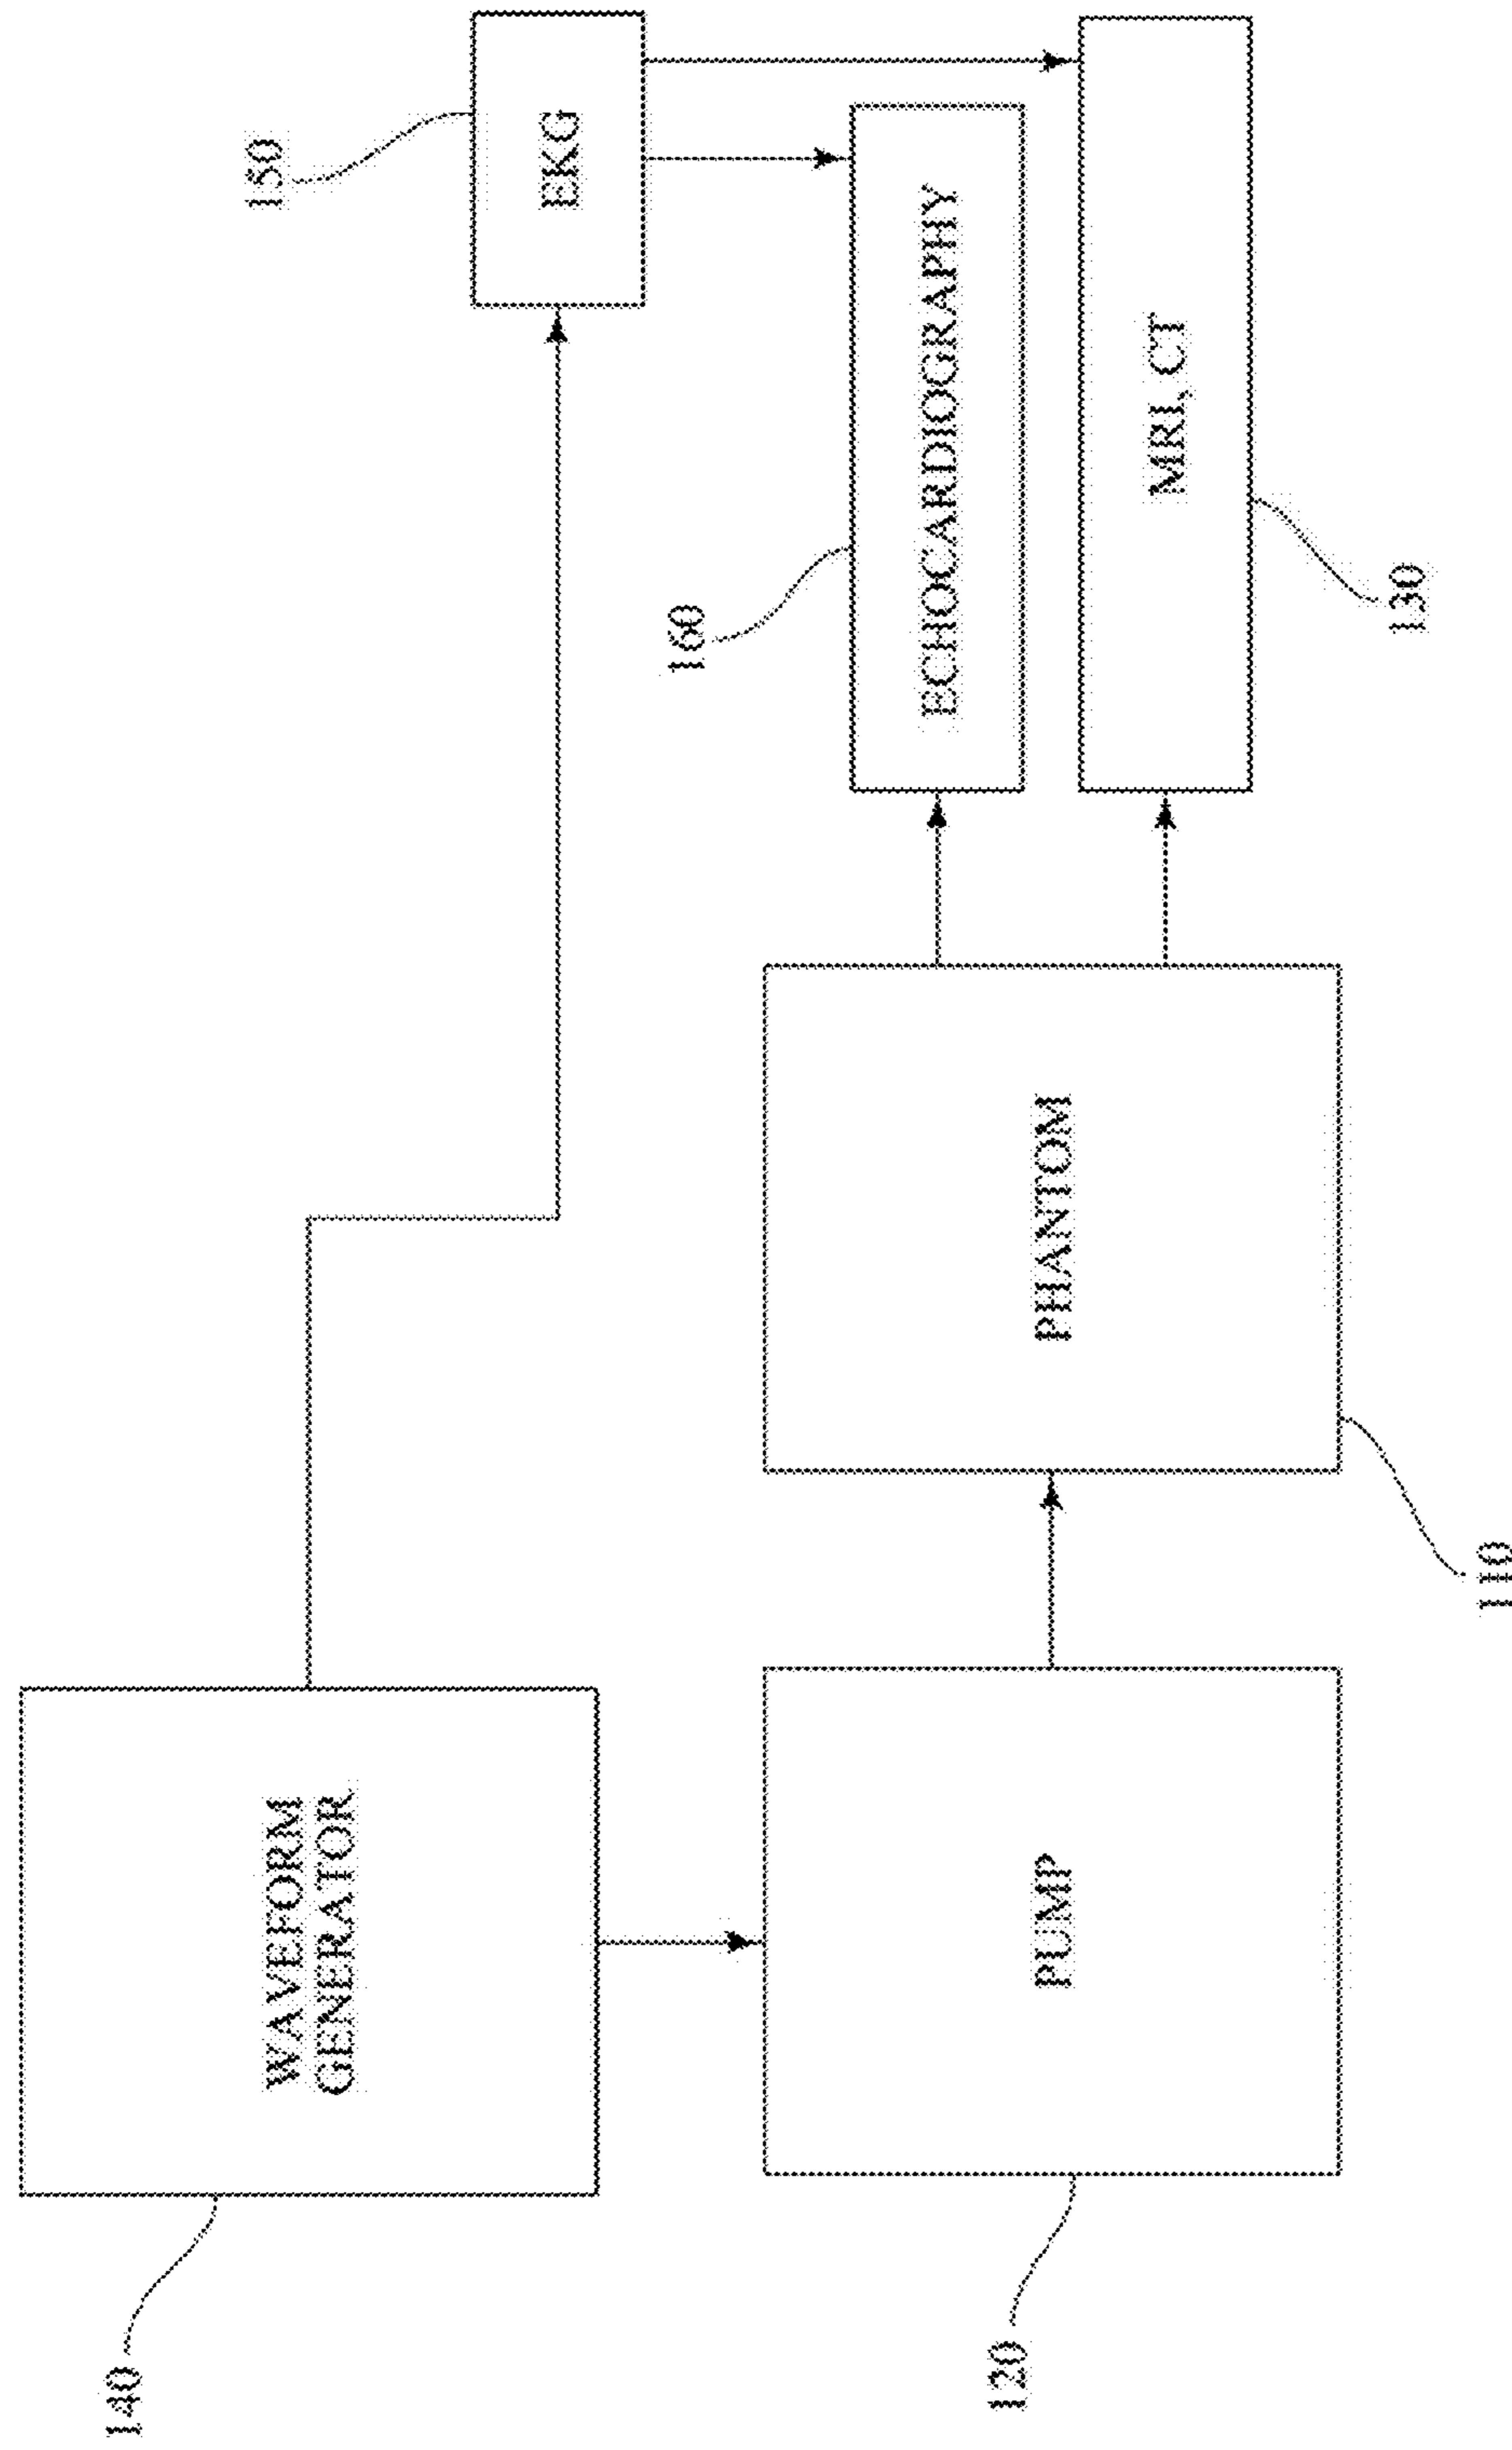 140
WAVEFORM
GENERATOR
150
EKG
160
ECHOCARDIOGRAPHY
MRI, CT
130
PHANTOM
110
PUMP
120